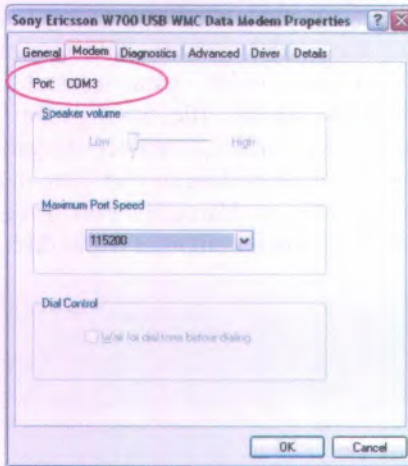 Sony Ericsson W700 USB WMC Data Modem Properties
General Modem Diagnostics Advanced Driver Details
Port: COM3
Speaker volume
Low High
Maximum Port Speed
115200
Dial Control
Wait for dial tone before dialing
OK Cancel